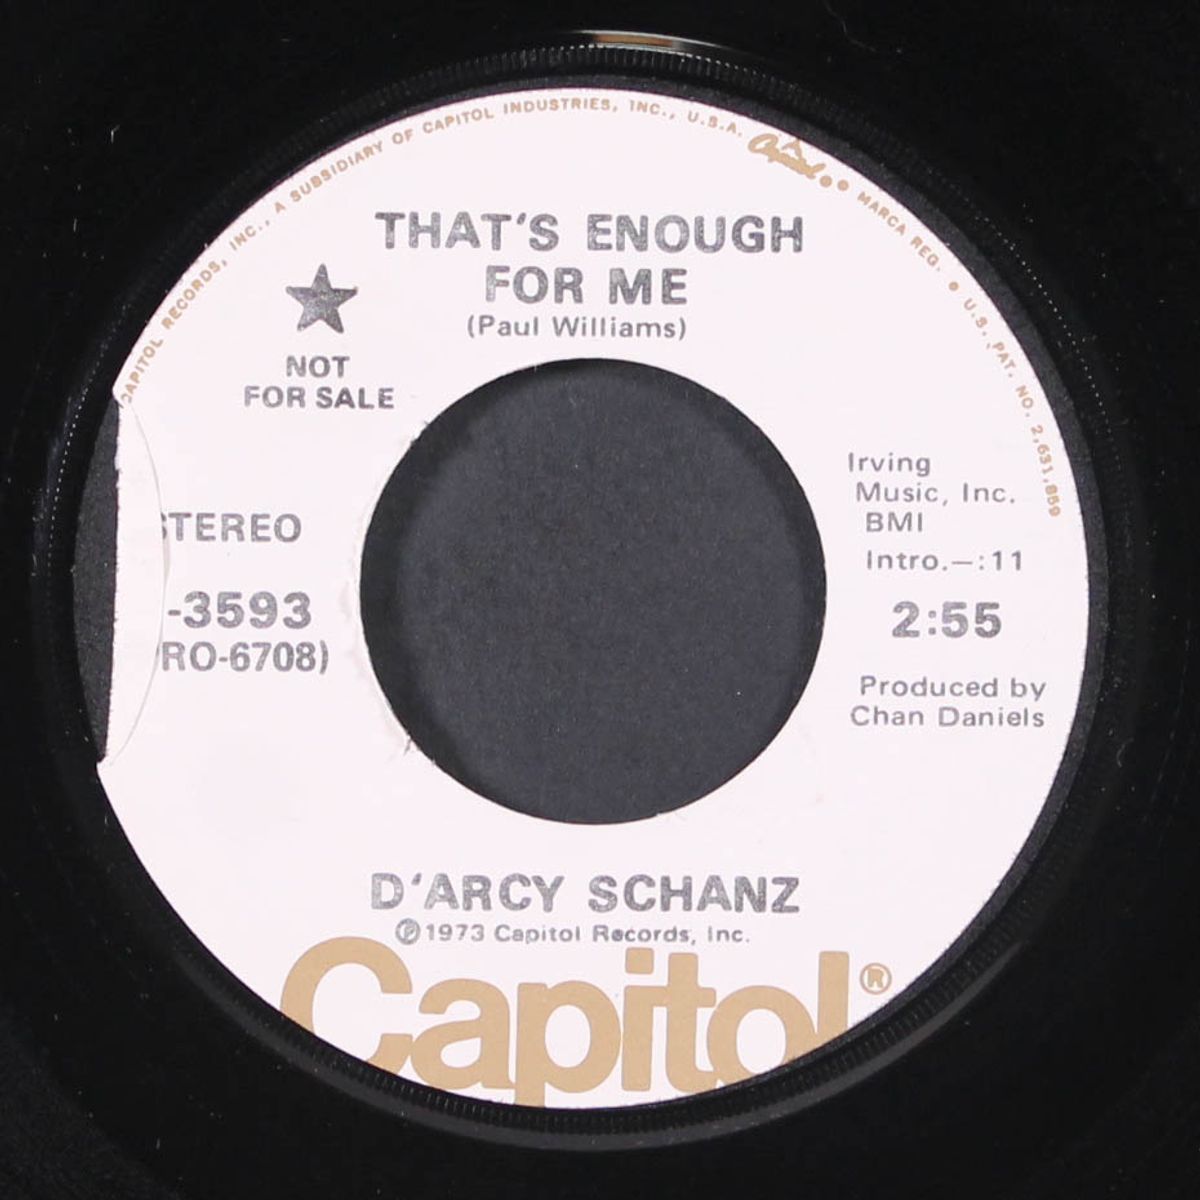 CAPITOL RECORDS, INC., A SUBSIDIARY OF CAPITOL INDUSTRIES, INC., U.S.A. Capitol • • MARCA REG. • U.S. PAT. NO. 2,631,859
THAT'S ENOUGH
FOR ME
(Paul Williams)
NOT
FOR SALE
STEREO
-3593
RO-6708)
Irving
Music, Inc.
BMI
Intro.—:11
2:55
Produced by
Chan Daniels
D'ARCY SCHANZ
℗1973 Capitol Records, Inc.
Capitol®